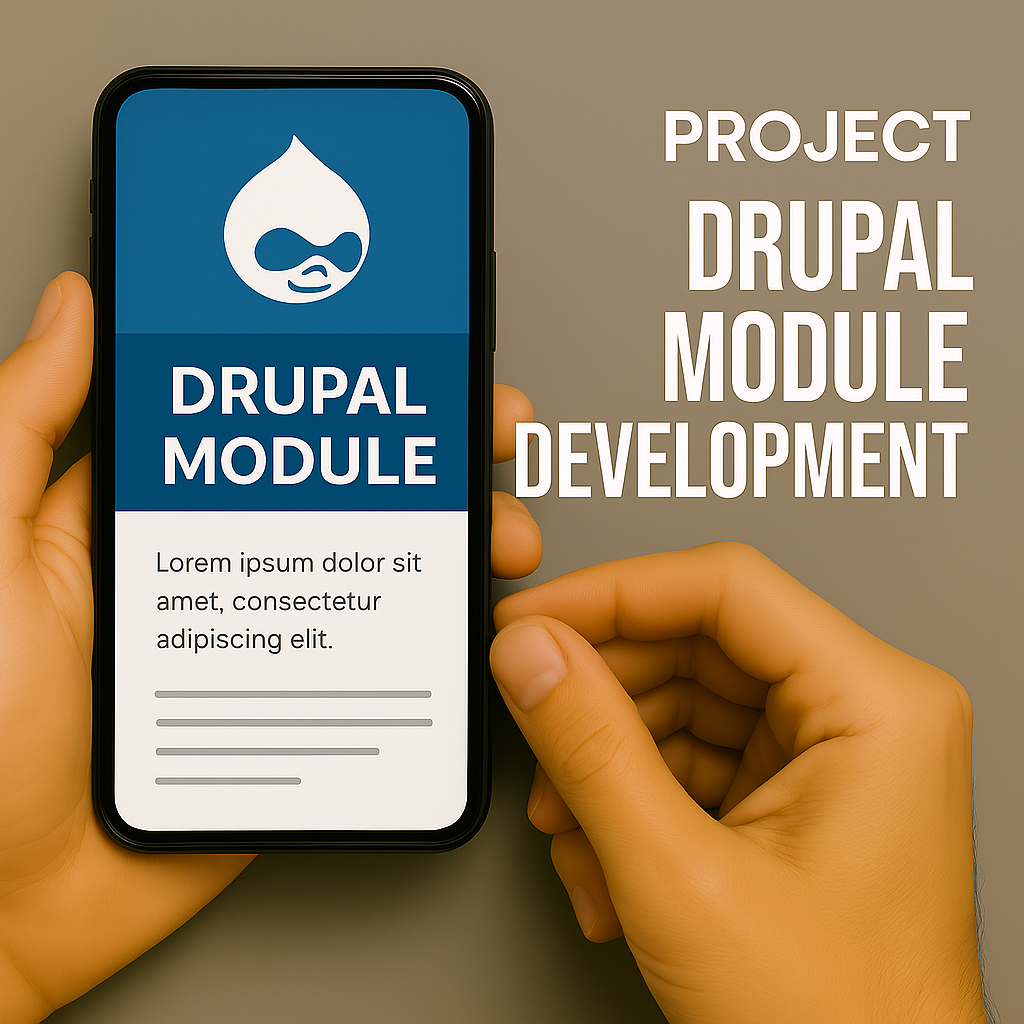 DRUPAL
MODULE
Lorem ipsum dolor sit
amet, consectetur
adipiscing elit.
PROJECT
DRUPAL
MODULE
DEVELOPMENT